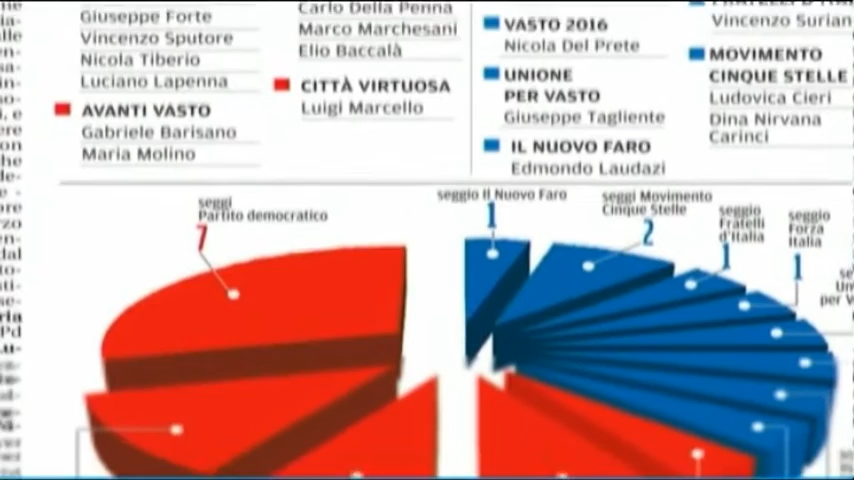 Giuseppe Forte
Vincenzo Sputore
Nicola Tiberio
Luciano Lapenna
AVANTI VASTO
Gabriele Barisano
Maria Molino
Carlo Della Penna
Marco Marchesani
Elio Baccalà
CITTÀ VIRTUOSA
Luigi Marcello
VASTO 2016
Nicola Del Prete
UNIONE
PER VASTO
Giuseppe Tagliente
IL NUOVO FARO
Edmondo Laudazi
Vincenzo Surian
MOVIMENTO
CINQUE STELLE
Ludovica Cieri
Dina Nirvana
Carinci
seggi
Partito democratico
7
seggio Il Nuovo Faro
1
seggi Movimento
Cinque Stelle
2
seggio
Fratelli
d'Italia
1
seggio
Forza
Italia
1
per V